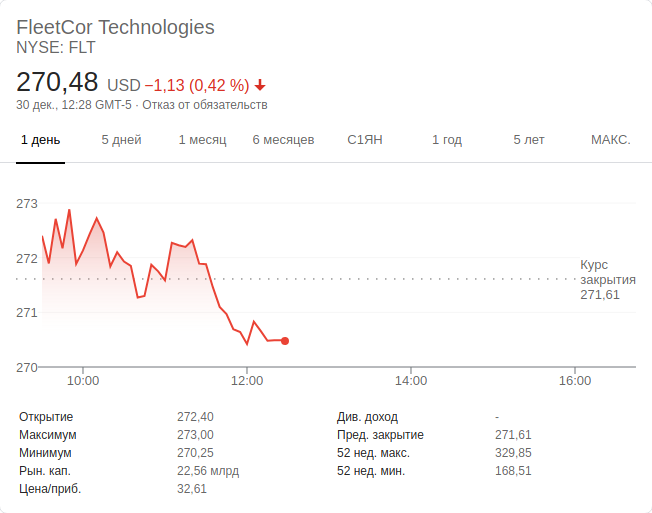 FleetCor Technologies
NYSE: FLT
270,48 USD −1,13 (0,42 %)
30 дек., 12:28 GMT-5 · Отказ от обязательств
1 день 5 дней 1 месяц 6 месяцев С1ЯН 1 год 5 лет МАКС.
273
272
271
270
Курс
закрытия
271,61
10:00 12:00 14:00 16:00
Открытие 272,40 Див. доход -
Максимум 273,00 Пред. закрытие 271,61
Минимум 270,25 52 нед. макс. 329,85
Рын. кап. 22,56 млрд 52 нед. мин. 168,51
Цена/приб. 32,61